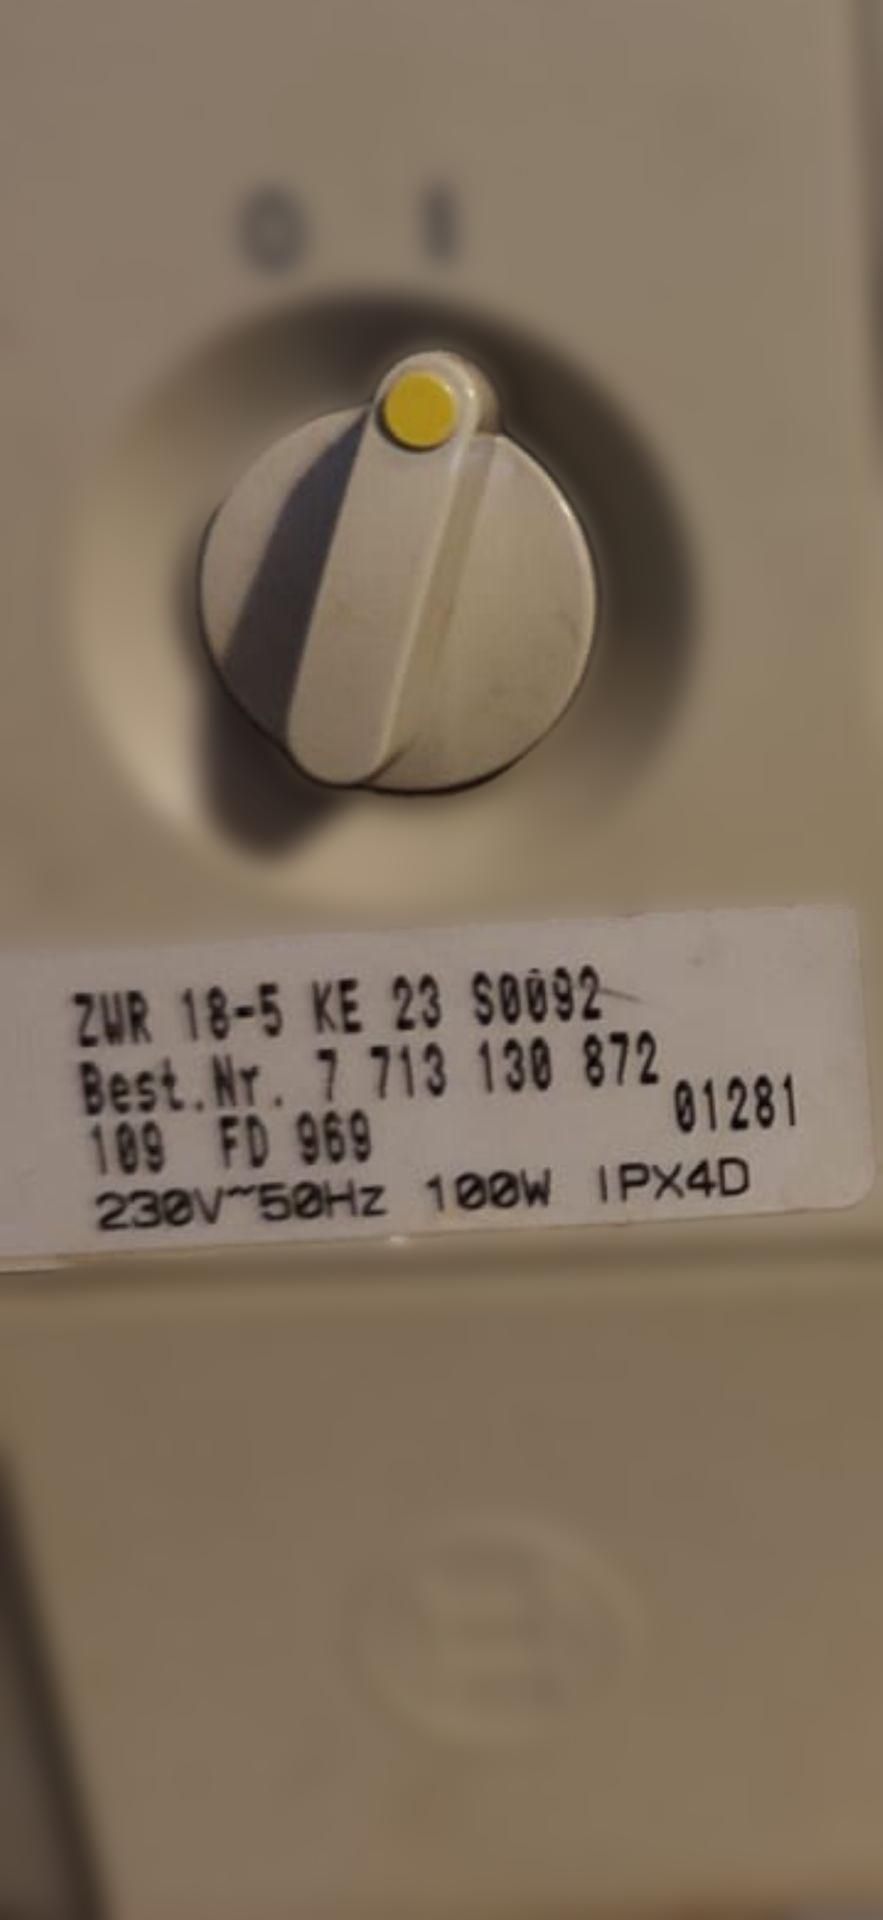 0 I
ZWR 18-5 KE 23 S0092
Best.Nr. 7 713 130 872
01281
109 FD 969
230V~50Hz 100W IPX4D